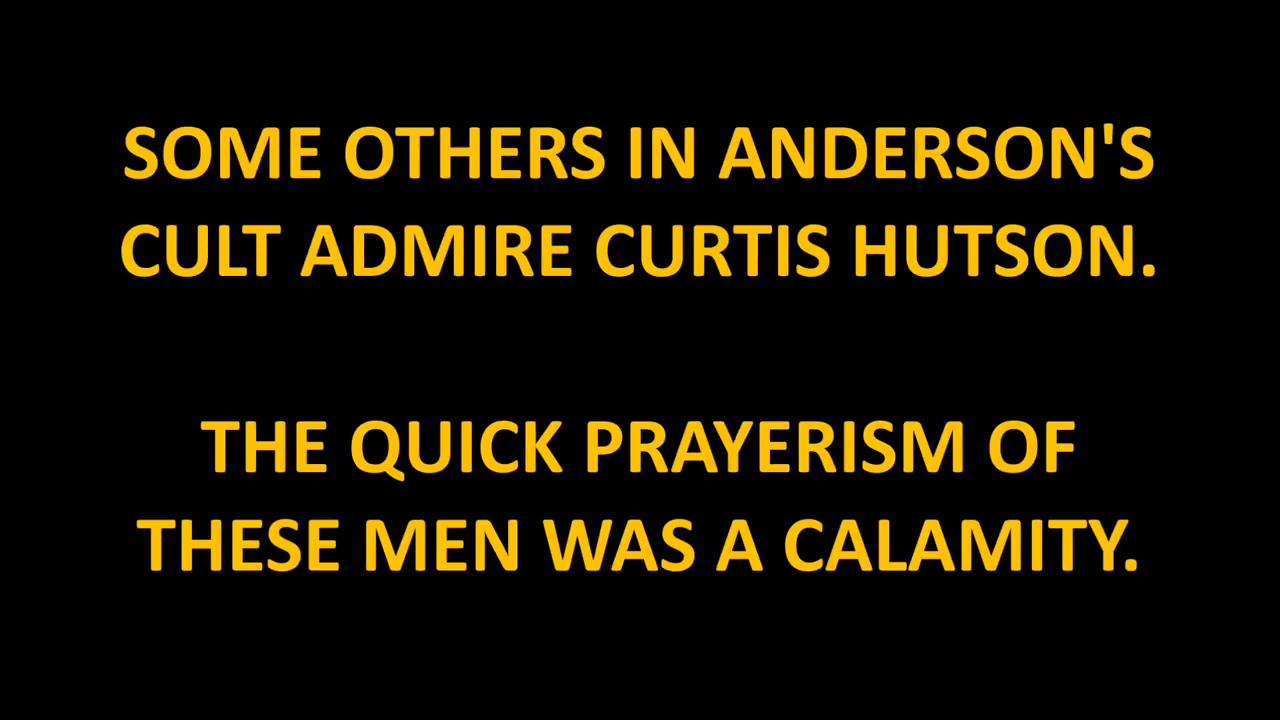 SOME OTHERS IN ANDERSON'S
CULT ADMIRE CURTIS HUTSON.
THE QUICK PRAYERISM OF
THESE MEN WAS A CALAMITY.